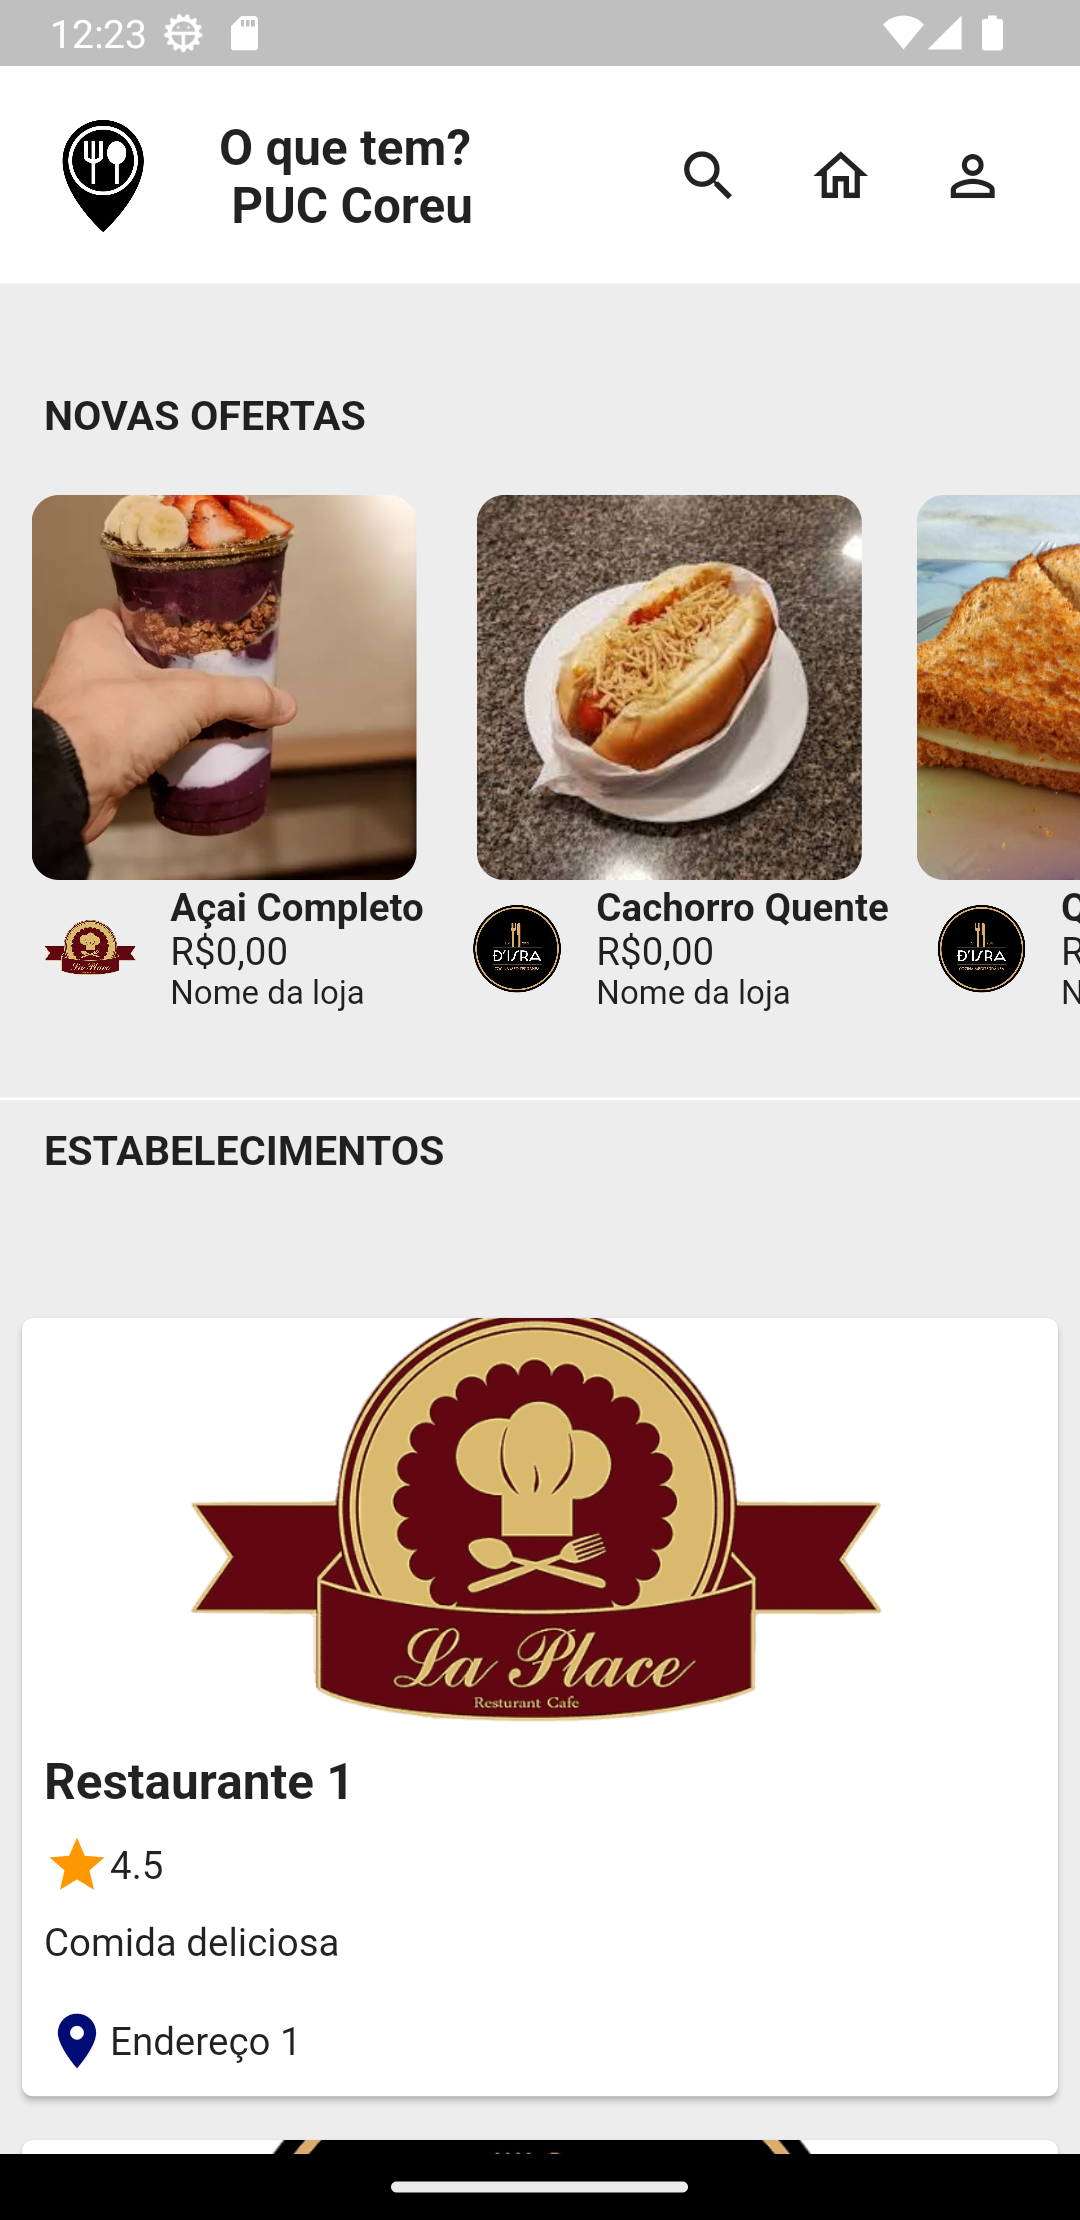 12:23
O que tem?
PUC Coreu
NOVAS OFERTAS
Açai Completo
R$0,00
Nome da loja
Cachorro Quente
R$0,00
Nome da loja
La Place
D'ISRA
D'ISRA
ESTABELECIMENTOS
La Place
Resturant Cafe
Restaurante 1
4.5
Comida deliciosa
Endereço 1